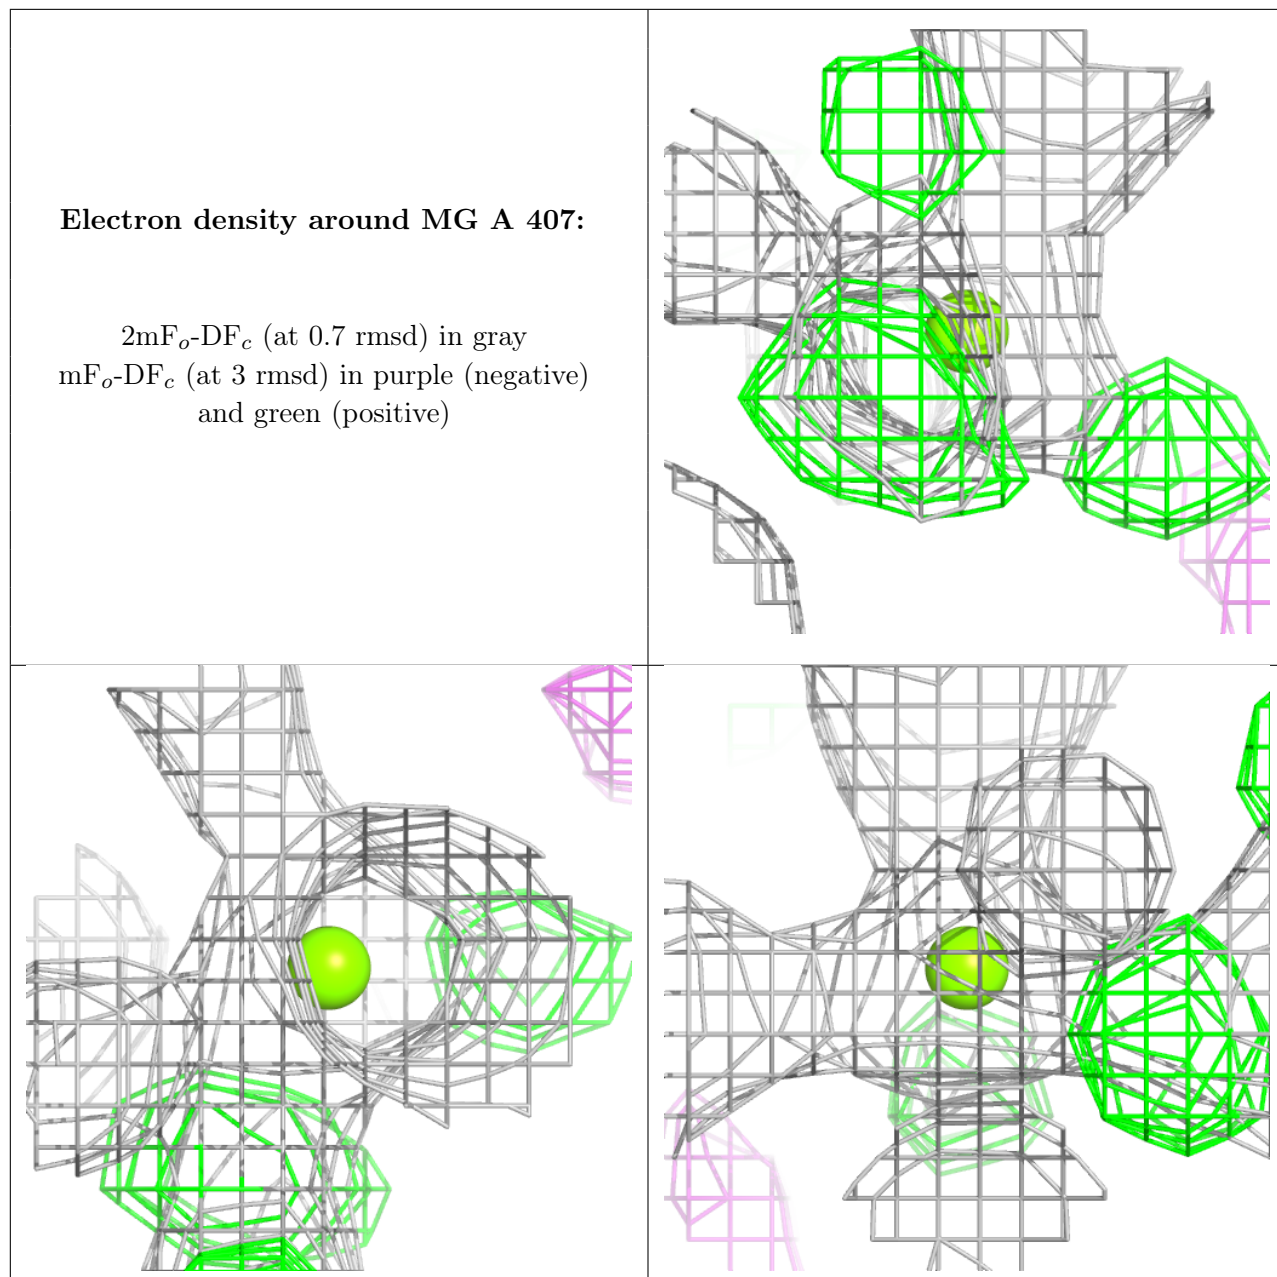 Electron density around MG A 407:
2mFo-DFc (at 0.7 rmsd) in gray
mFo-DFc (at 3 rmsd) in purple (negative)
and green (positive)